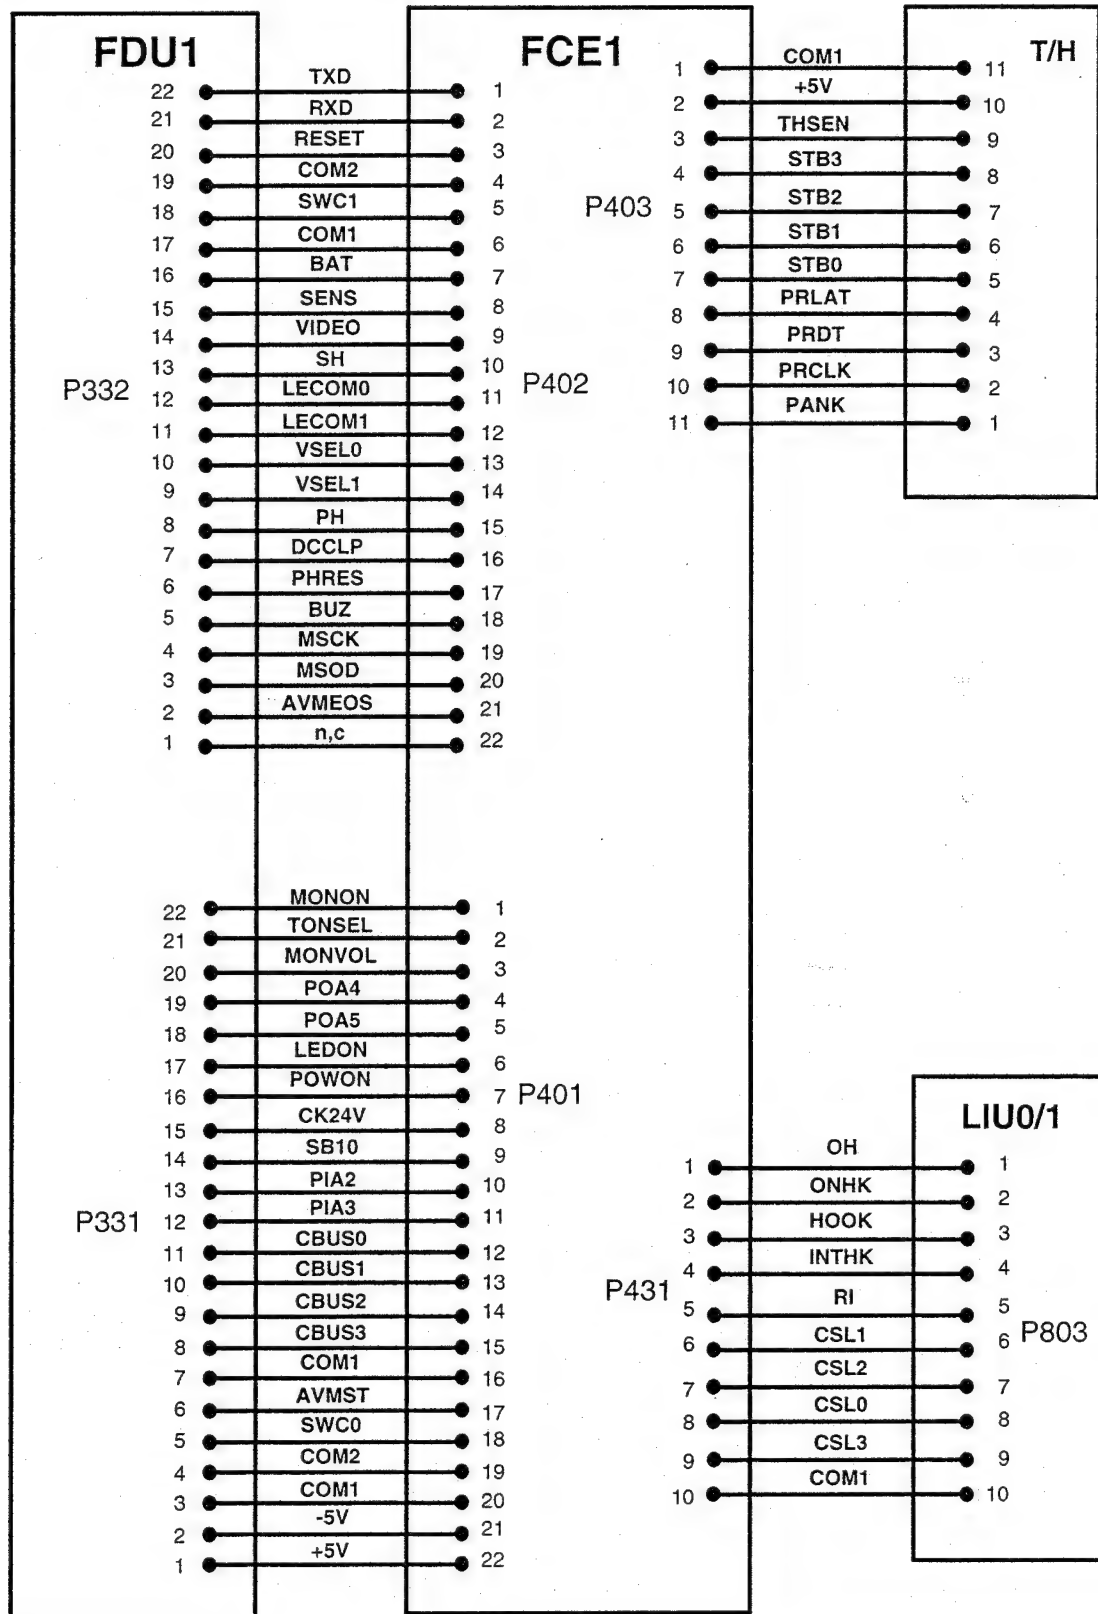 FDU1 FCE1 T/H
22 TXD 1
21 RXD 2
20 RESET 3
19 COM2 4
18 SWC1 5
17 COM1 6
16 BAT 7
15 SENS 8
14 VIDEO 9
13 SH 10
P332 12 LECOM0 11 P402
11 LECOM1 12
10 VSEL0 13
9 VSEL1 14
8 PH 15
7 DCCLP 16
6 PHRES 17
5 BUZ 18
4 MSCK 19
3 MSOD 20
2 AVMEOS 21
1 n,c 22
1 COM1 11
2 +5V 10
3 THSEN 9
4 STB3 8
P403 5 STB2 7
6 STB1 6
7 STB0 5
8 PRLAT 4
9 PRDT 3
10 PRCLK 2
11 PANK 1
22 MONON 1
21 TONSEL 2
20 MONVOL 3
19 POA4 4
18 POA5 5
17 LEDON 6
16 POWON 7 P401
15 CK24V 8
14 SB10 9
13 PIA2 10
P331 12 PIA3 11
11 CBUS0 12
10 CBUS1 13
9 CBUS2 14
8 CBUS3 15
7 COM1 16
6 AVMST 17
5 SWC0 18
4 COM2 19
3 COM1 20
2 -5V 21
1 +5V 22
LIU0/1
1 OH 1
2 ONHK 2
3 HOOK 3
P431 4 INTHK 4
5 RI 5
6 CSL1 6 P803
7 CSL2 7
8 CSL0 8
9 CSL3 9
10 COM1 10